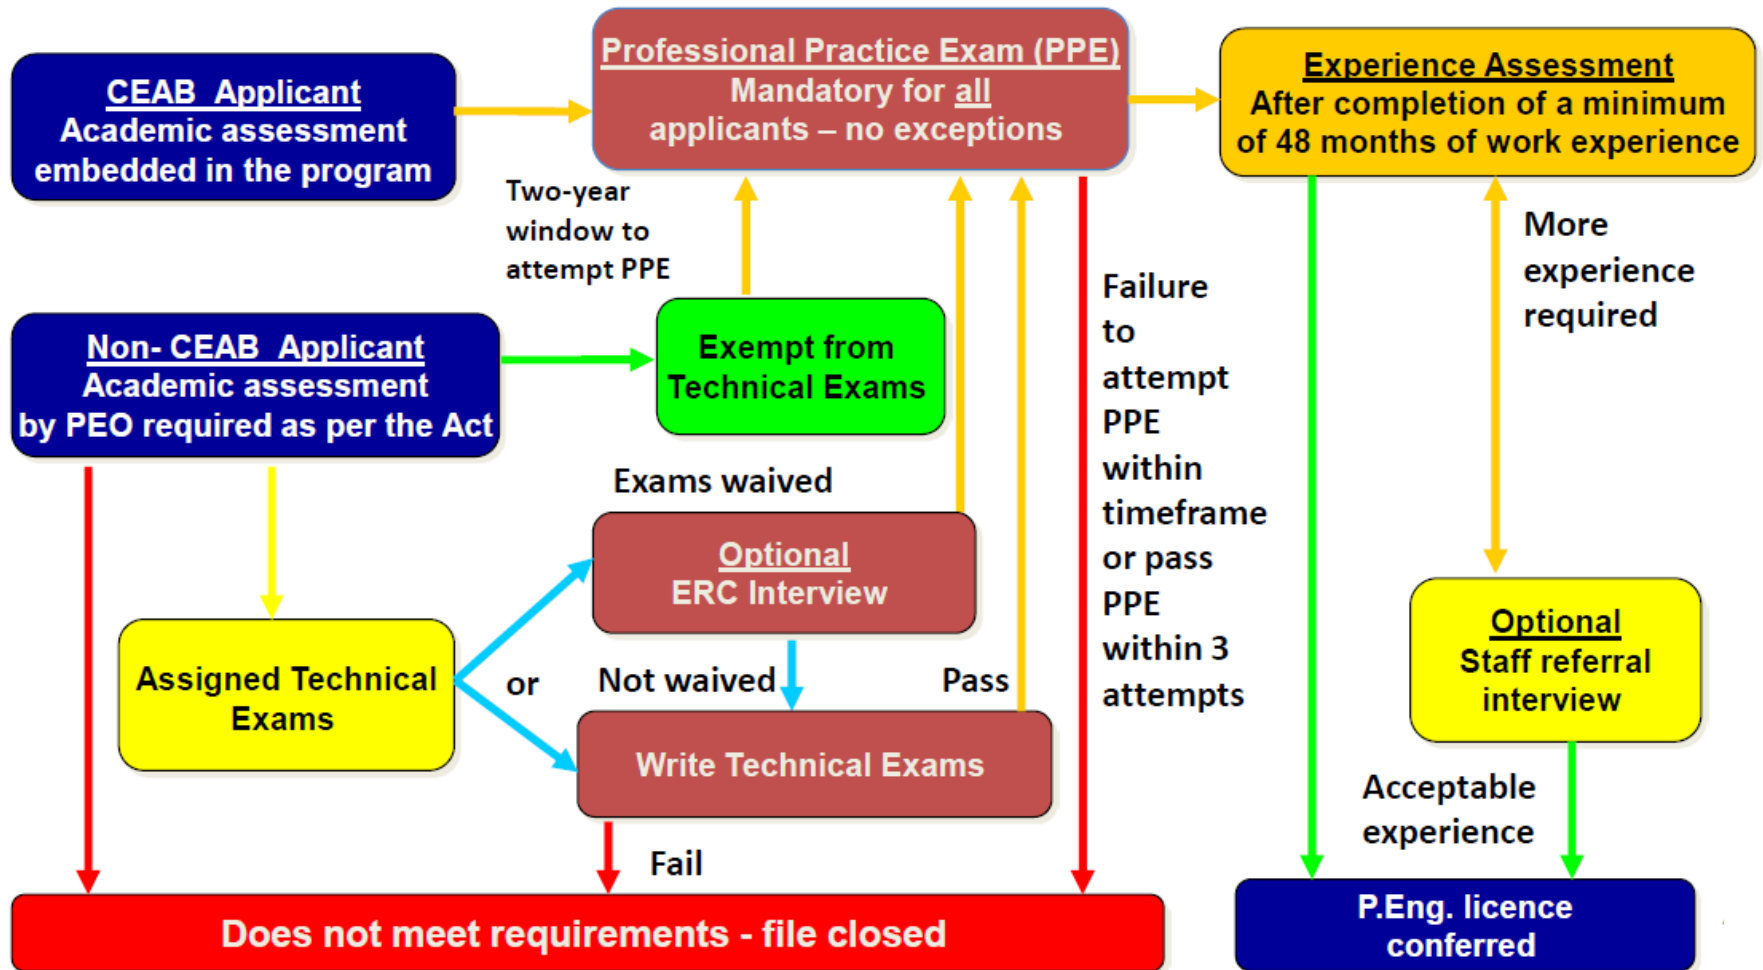 CEAB  Applicant
Academic assessment
embedded in the program
Professional Practice Exam (PPE)
Mandatory for all
applicants – no exceptions
Experience Assessment
After completion of a minimum
of 48 months of work experience
Two-year
window to
attempt PPE
Non- CEAB  Applicant
Academic assessment
by PEO required as per the Act
Exempt from
Technical Exams
Failure
to
attempt
PPE
within
timeframe
or pass
PPE
within 3
attempts
More
experience
required
Exams waived
Optional
ERC Interview
Assigned Technical
Exams
or
Not waived
Pass
Write Technical Exams
Fail
Optional
Staff referral
interview
Acceptable
experience
Does not meet requirements - file closed
P.Eng. licence
conferred